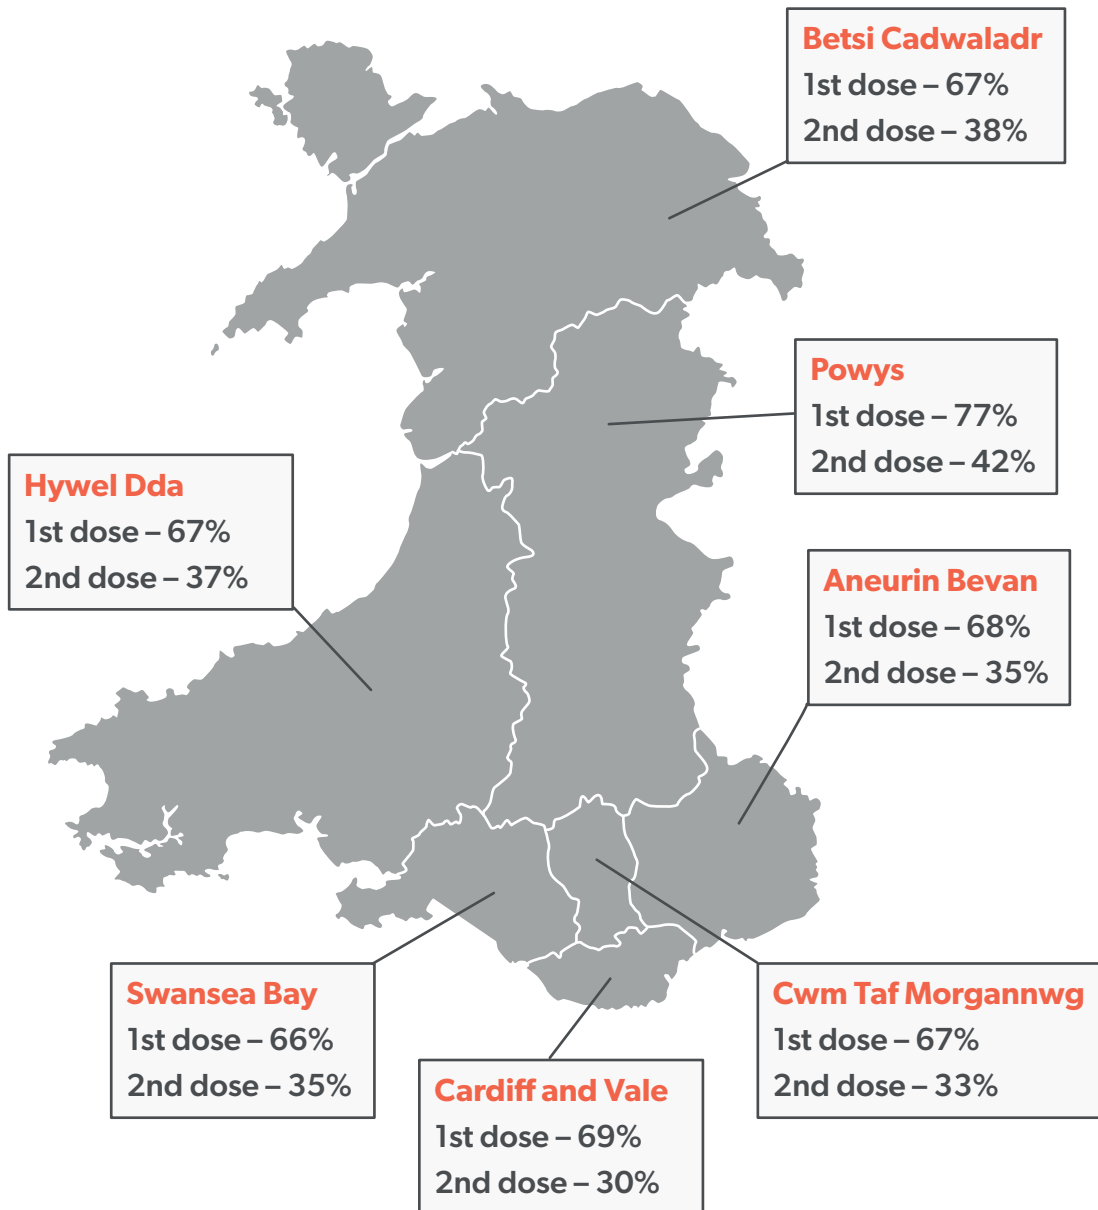 Betsi Cadwaladr
1st dose – 67%
2nd dose – 38%
Powys
1st dose – 77%
2nd dose – 42%
Hywel Dda
1st dose – 67%
2nd dose – 37%
Aneurin Bevan
1st dose – 68%
2nd dose – 35%
Swansea Bay
1st dose – 66%
2nd dose – 35%
Cardiff and Vale
1st dose – 69%
2nd dose – 30%
Cwm Taf Morgannwg
1st dose – 67%
2nd dose – 33%